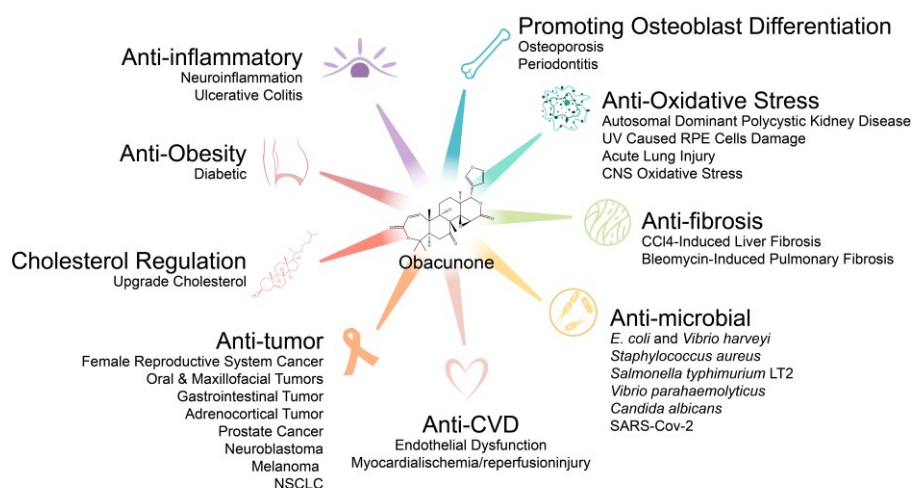 Promoting Osteoblast Differentiation
Osteoporosis
Periodontitis
Anti-inflammatory
Neuroinflammation
Ulcerative Colitis
Anti-Oxidative Stress
Autosomal Dominant Polycystic Kidney Disease
UV Caused RPE Cells Damage
Acute Lung Injury
CNS Oxidative Stress
Anti-Obesity
Diabetic
Anti-fibrosis
CCl4-Induced Liver Fibrosis
Bleomycin-Induced Pulmonary Fibrosis
Obacunone
Cholesterol Regulation
Upgrade Cholesterol
Anti-microbial
E. coli and Vibrio harveyi
Staphylococcus aureus
Salmonella typhimurium LT2
Vibrio parahaemolyticus
Candida albicans
SARS-Cov-2
Anti-tumor
Female Reproductive System Cancer
Oral & Maxillofacial Tumors
Gastrointestinal Tumor
Adrenocortical Tumor
Prostate Cancer
Neuroblastoma
Melanoma
NSCLC
Anti-CVD
Endothelial Dysfunction
Myocardialischemia/reperfusioninjury